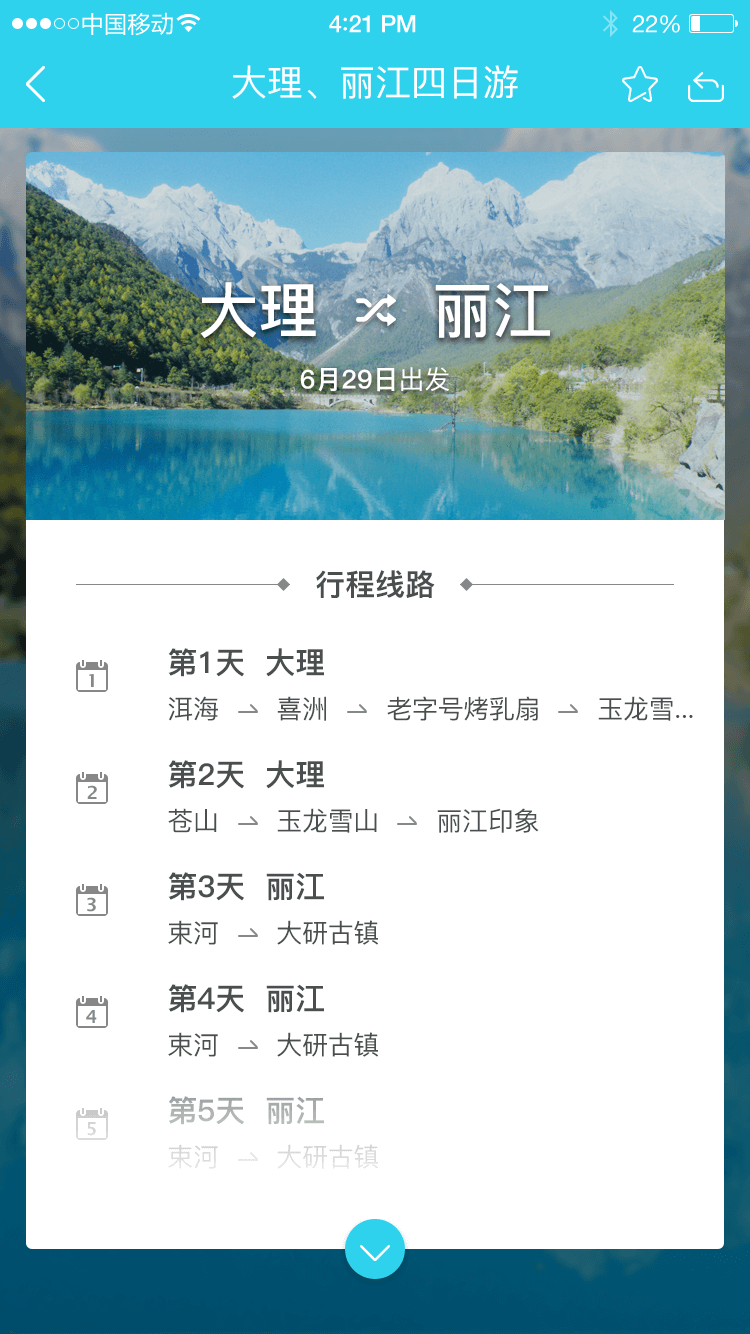 中国移动 4:21 PM 22%
大理、丽江四日游
大理 丽江
6月29日出发
行程线路
1 第1天 大理
洱海 喜洲 老字号烤乳扇 玉龙雪...
2 第2天 大理
苍山 玉龙雪山 丽江印象
3 第3天 丽江
束河 大研古镇
4 第4天 丽江
束河 大研古镇
5 第5天 丽江
束河 大研古镇